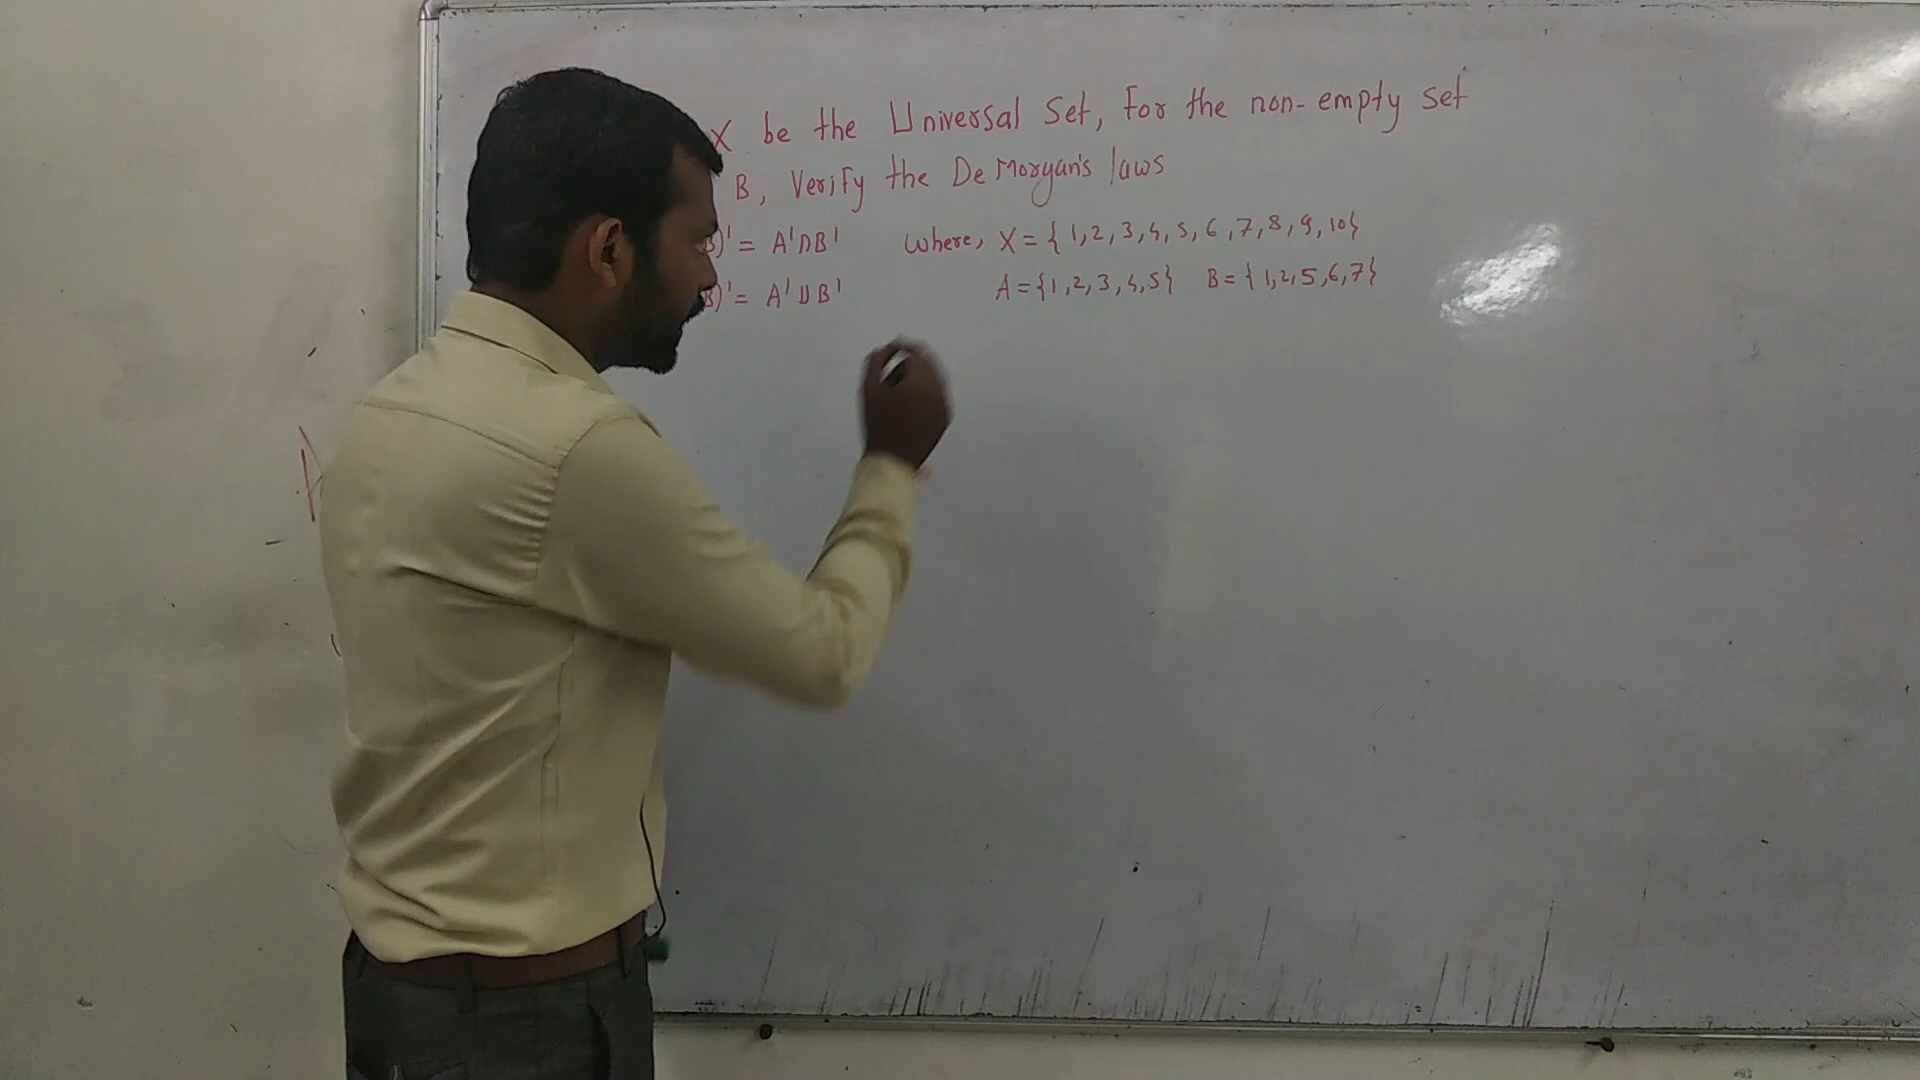 X be the Universal Set, For the non-empty set
B, Verify the De Morgan's laws
B)' = A'∩B' where, X = { 1,2,3,4,5,6,7,8,9,10}
B)' = A'∪B' A = {1,2,3,4,5} B = { 1,2,5,6,7}